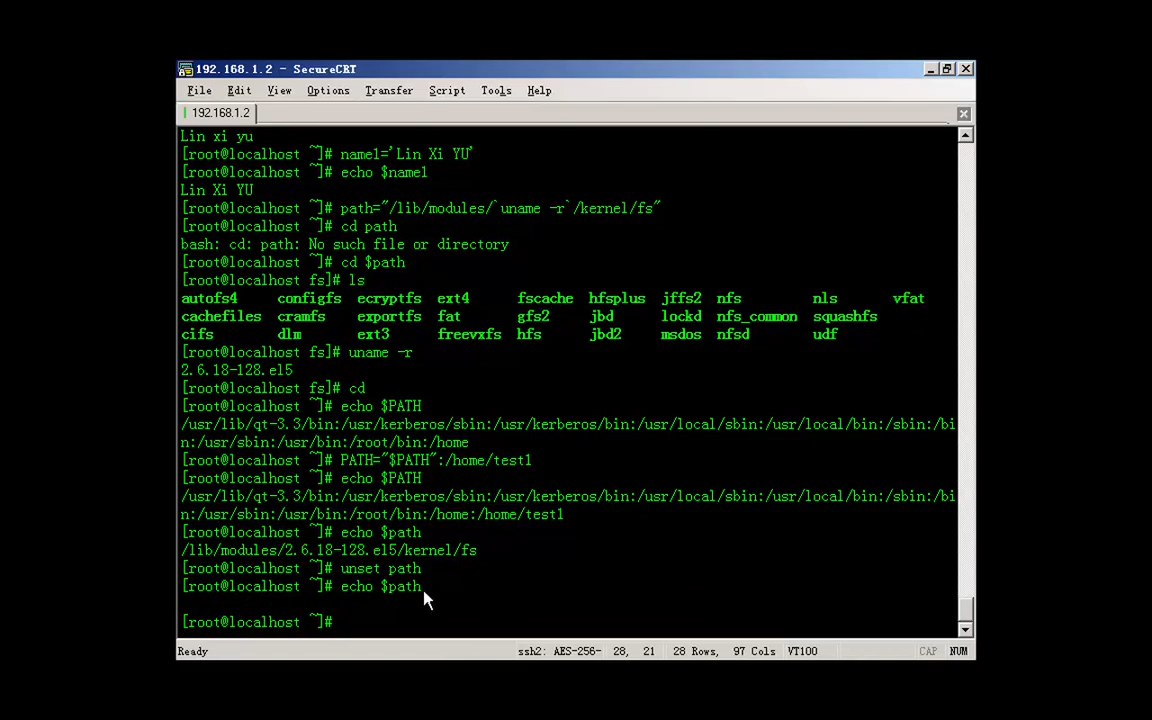 192.168.1.2 - SecureCRT
File Edit View Options Transfer Script Tools Help
192.168.1.2
Lin xi yu
[root@localhost ~]# name1='Lin Xi YU'
[root@localhost ~]# echo $name1
Lin Xi YU
[root@localhost ~]# path="/lib/modules/`uname -r`/kernel/fs"
[root@localhost ~]# cd path
bash: cd: path: No such file or directory
[root@localhost ~]# cd $path
[root@localhost fs]# ls
autofs4 configfs ecryptfs ext4 fscache hfsplus jffs2 nfs nls vfat
cachefiles cramfs exportfs fat gfs2 jbd lockd nfs_common squashfs
cifs dlm ext3 freevxfs hfs jbd2 msdos nfsd udf
[root@localhost fs]# uname -r
2.6.18-128.el5
[root@localhost fs]# cd
[root@localhost ~]# echo $PATH
/usr/lib/qt-3.3/bin:/usr/kerberos/sbin:/usr/kerberos/bin:/usr/local/sbin:/usr/local/bin:/sbin:/bi
n:/usr/sbin:/usr/bin:/root/bin:/home
[root@localhost ~]# PATH="$PATH":/home/test1
[root@localhost ~]# echo $PATH
/usr/lib/qt-3.3/bin:/usr/kerberos/sbin:/usr/kerberos/bin:/usr/local/sbin:/usr/local/bin:/sbin:/bi
n:/usr/sbin:/usr/bin:/root/bin:/home:/home/test1
[root@localhost ~]# echo $path
/lib/modules/2.6.18-128.el5/kernel/fs
[root@localhost ~]# unset path
[root@localhost ~]# echo $path
[root@localhost ~]#
Ready ssh2: AES-256- 28, 21 28 Rows, 97 Cols VT100 CAP NUM